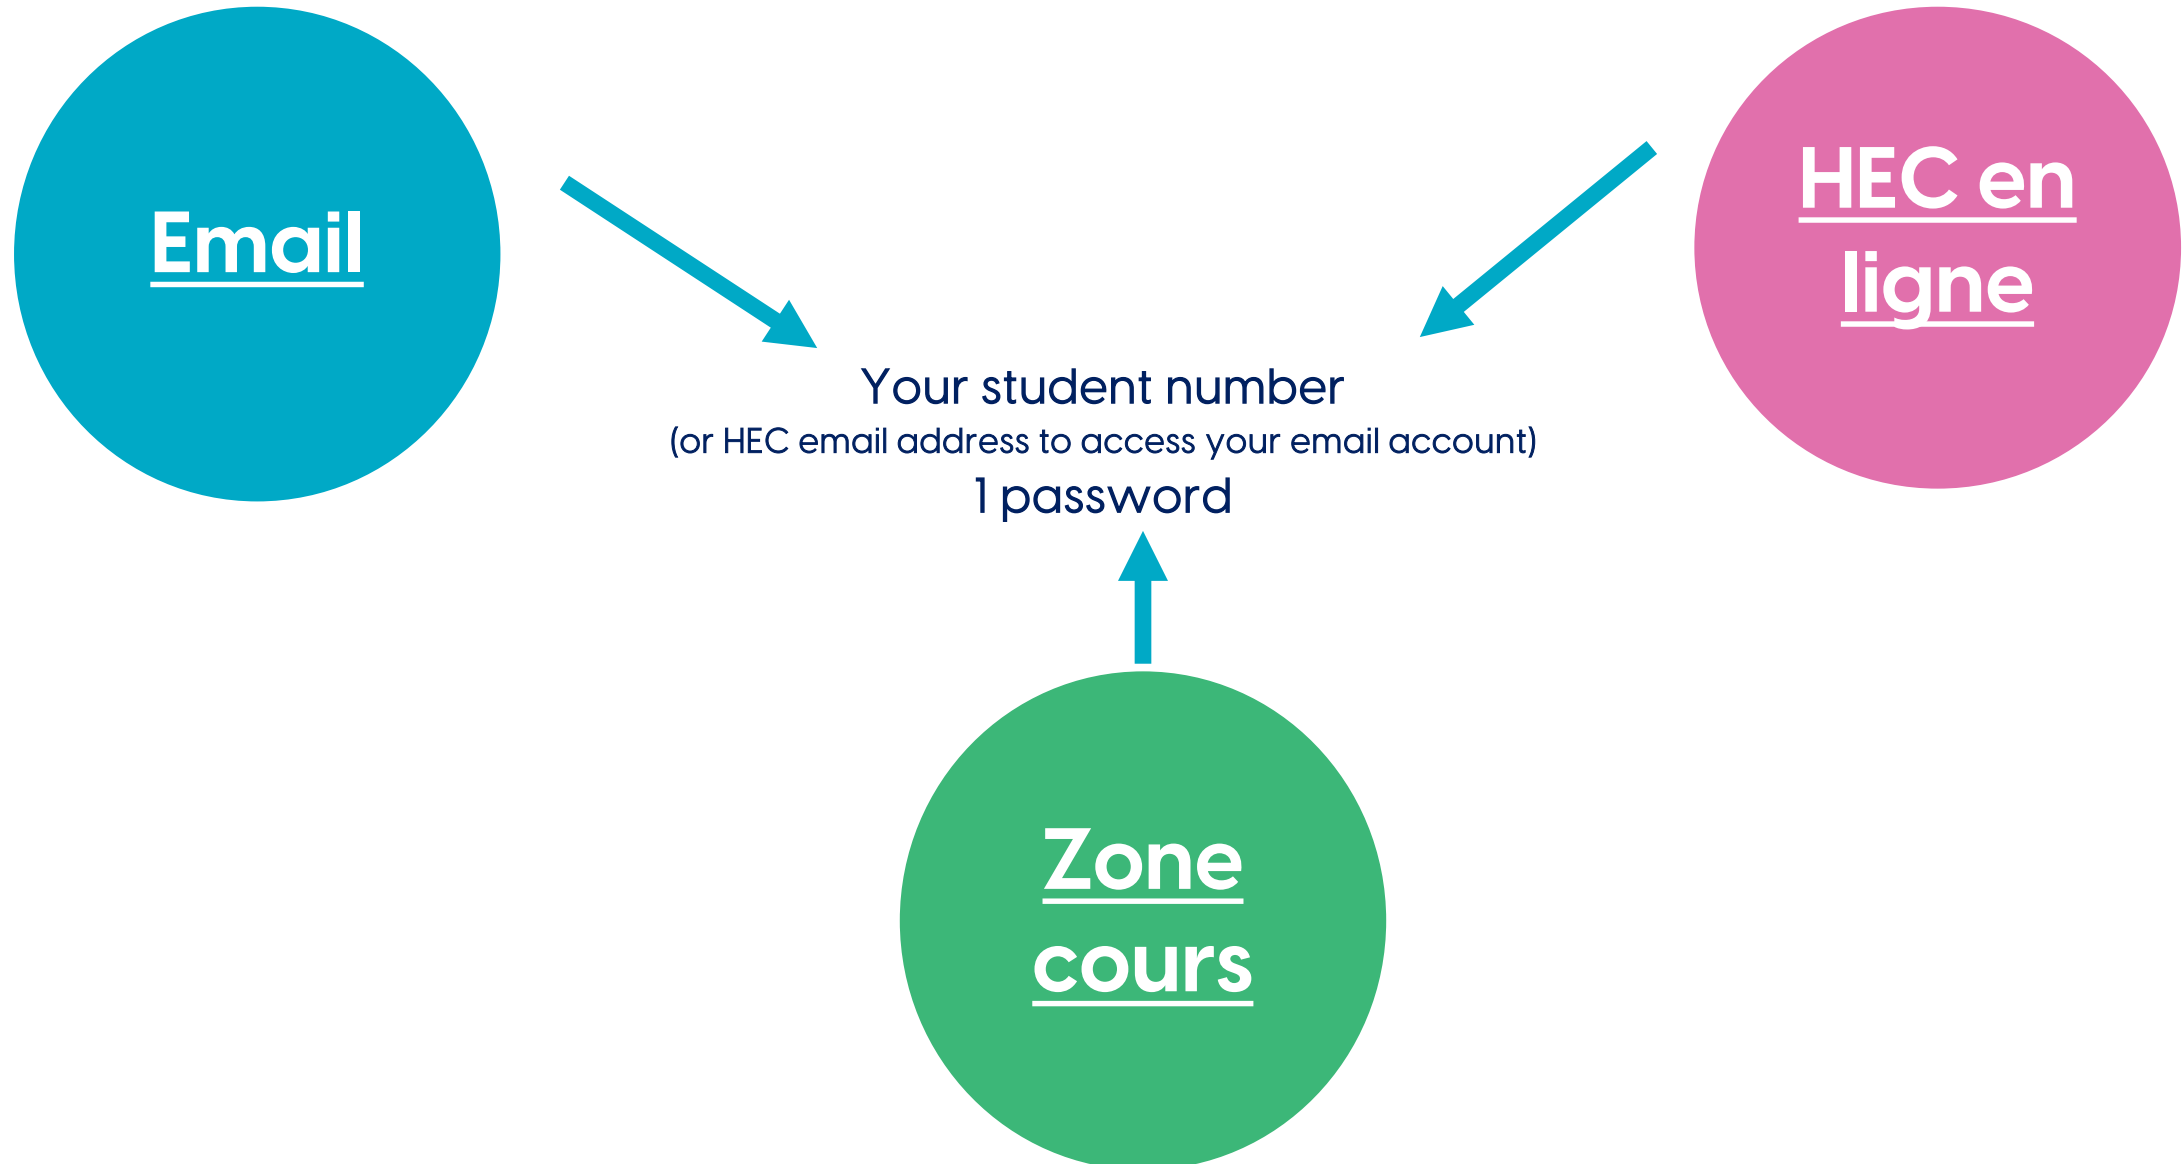 Email
HEC en
ligne
Your student number
(or HEC email address to access your email account)
1 password
Zone
cours